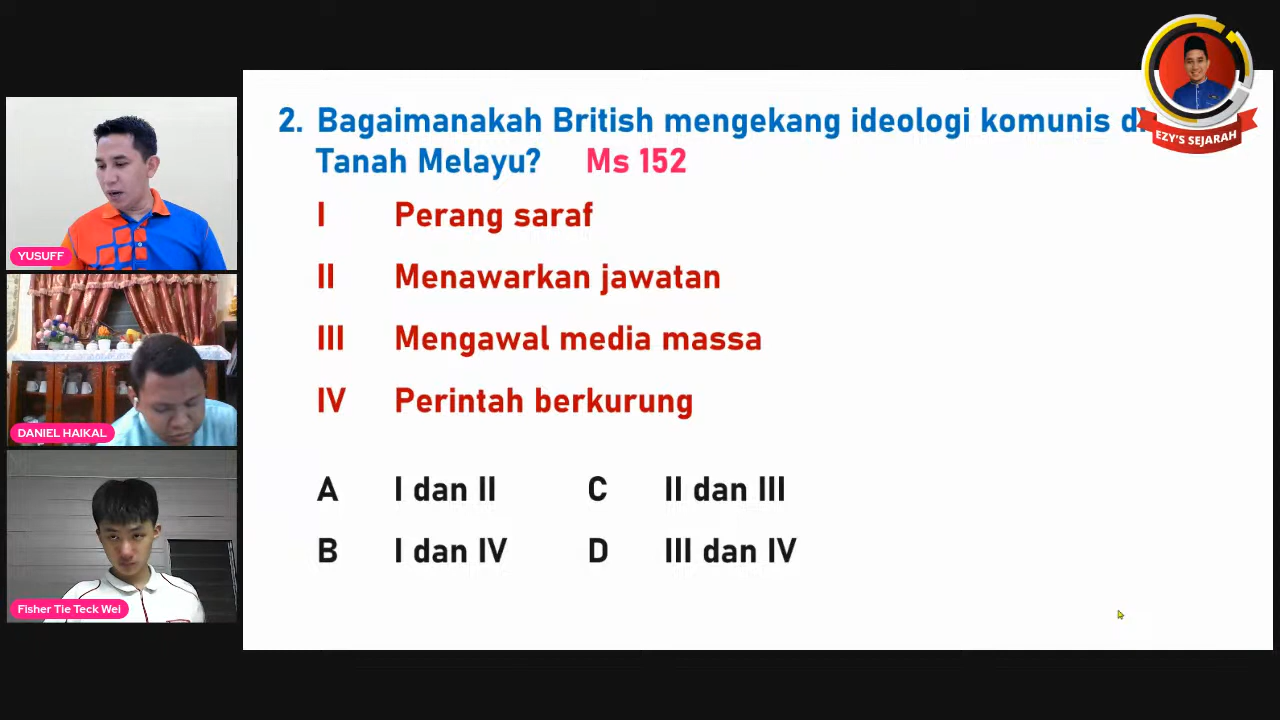 2. Bagaimanakah British mengekang ideologi komunis di
Tanah Melayu? Ms 152
I Perang saraf
II Menawarkan jawatan
III Mengawal media massa
IV Perintah berkurung
A I dan II C II dan III
B I dan IV D III dan IV
EZY'S SEJARAH
YUSUFF
DANIEL HAIKAL
Fisher Tie Teck Wei